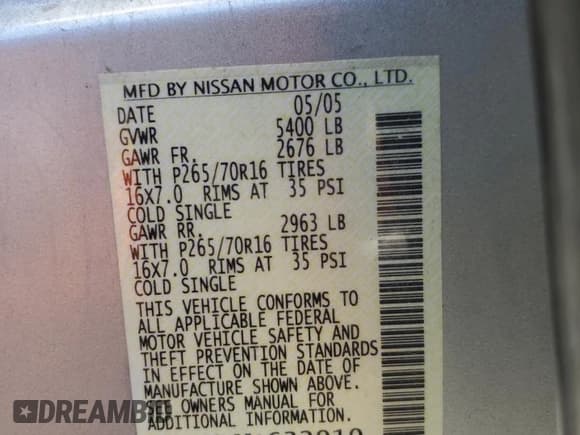 MFD BY NISSAN MOTOR CO., LTD.
DATE 05/05
GVWR 5400 LB
GAWR FR. 2676 LB
WITH P265/70R16 TIRES
16X7.0 RIMS AT 35 PSI
COLD SINGLE
GAWR RR. 2963 LB
WITH P265/70R16 TIRES
16X7.0 RIMS AT 35 PSI
COLD SINGLE
THIS VEHICLE CONFORMS TO
ALL APPLICABLE FEDERAL
MOTOR VEHICLE SAFETY AND
THEFT PREVENTION STANDARDS
IN EFFECT ON THE DATE OF
MANUFACTURE SHOWN ABOVE.
OWNERS MANUAL FOR
ADDITIONAL INFORMATION.